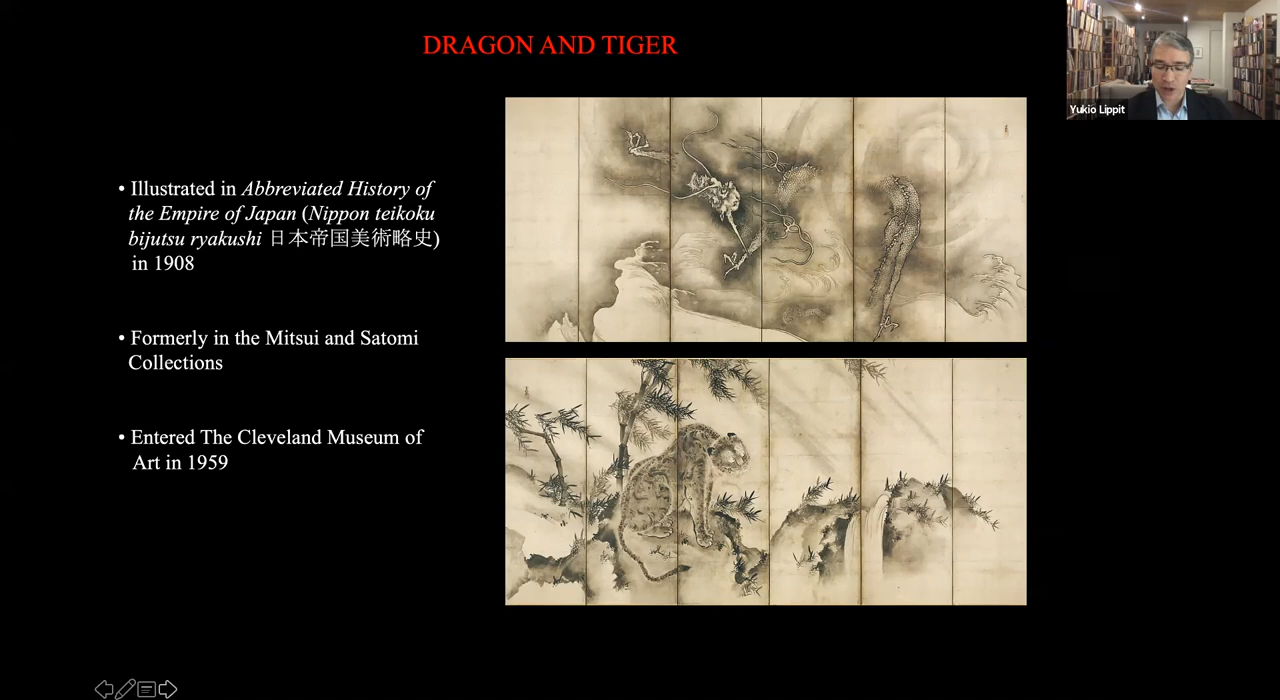 DRAGON AND TIGER
• Illustrated in Abbreviated History of
the Empire of Japan (Nippon teikoku
bijutsu ryakushi 日本帝国美術略史)
in 1908
• Formerly in the Mitsui and Satomi
Collections
• Entered The Cleveland Museum of
Art in 1959
Yukio Lippit